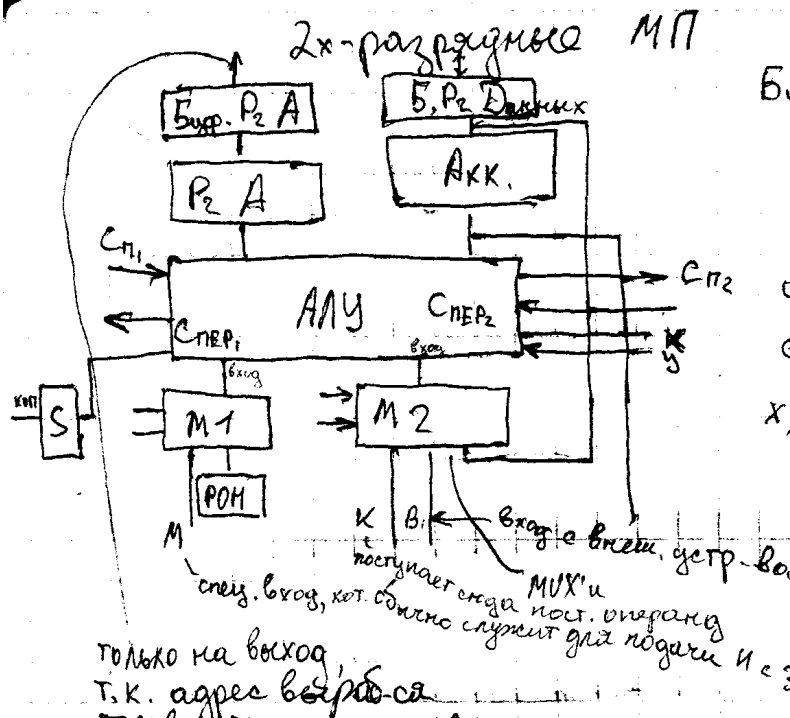 2х-разрядные МП
Буф. Рг А
Б. Рг Данных
Б.
Рг А
Акк.
Сп1
АЛУ
Сп2
Спер1
Спер2
вход
вход
х
у
коп
S
М1
М2
х,
РОН
М
К
В1
вход с внеш. устр-ва
поступает сюда пост. операнд
MUX'и
спец. вход, кот. обычно служит для подачи И с
только на выход,
т.к. адрес выраб-ся